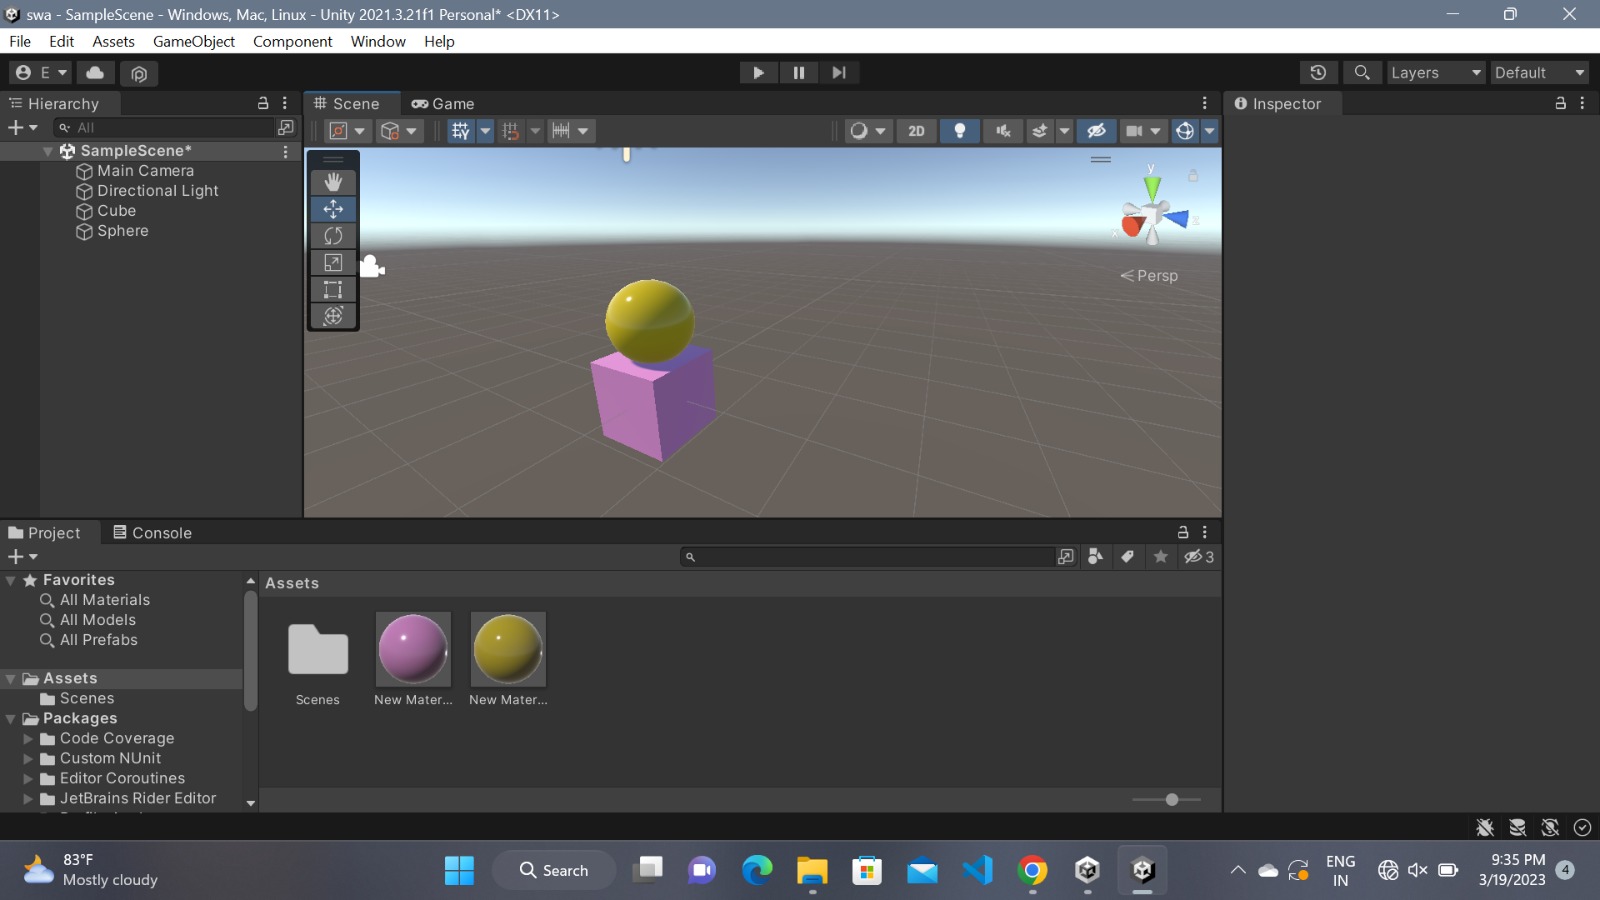 swa - SampleScene - Windows, Mac, Linux - Unity 2021.3.21f1 Personal* <DX11>
File Edit Assets GameObject Component Window Help
E Layers Default
Hierarchy
All
SampleScene*
Main Camera
Directional Light
Cube
Sphere
Scene Game
2D
y
x
z
Persp
Inspector
Project Console
3
Favorites
All Materials
All Models
All Prefabs
Assets
Scenes
Packages
Code Coverage
Custom NUnit
Editor Coroutines
JetBrains Rider Editor
Assets
Scenes New Mater... New Mater...
83°F
Mostly cloudy
Search
ENG
IN
9:35 PM
3/19/2023
4